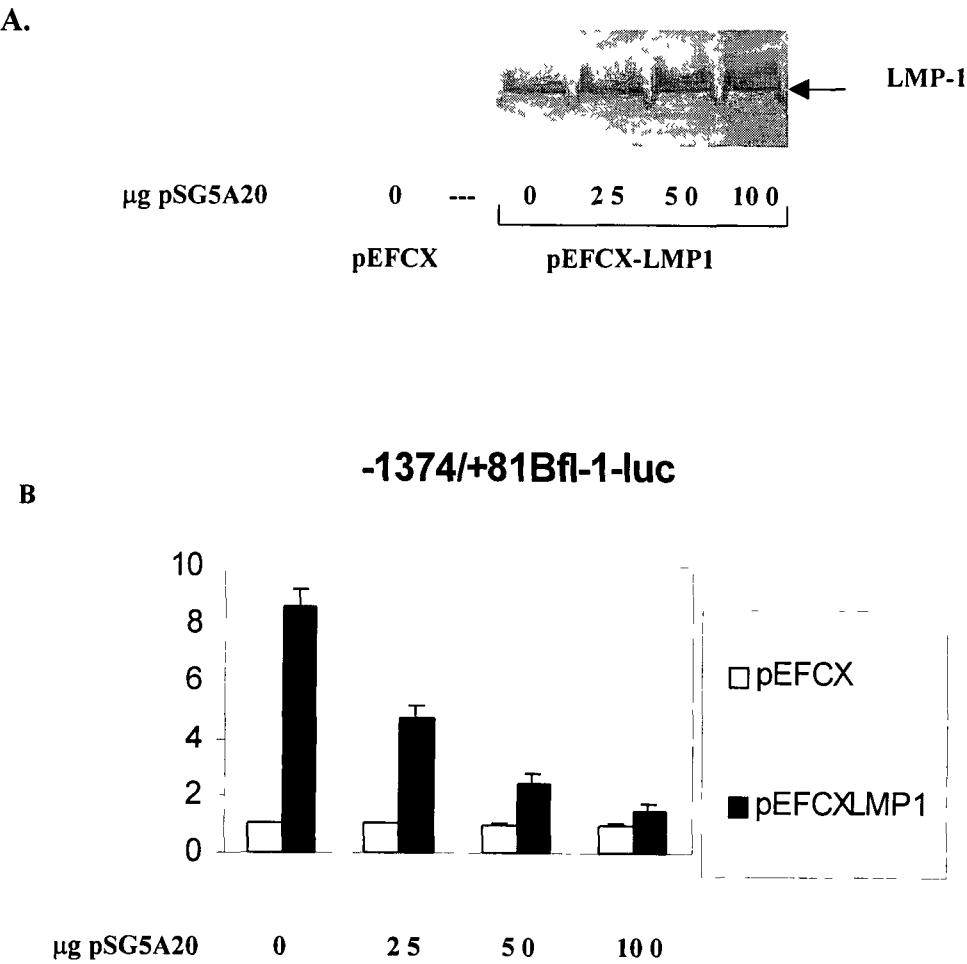 A.
LMP-1
μg pSG5A20 0 --- 0 2 5 5 0 10 0
pEFCX pEFCX-LMP1
-1374/+81Bfl-1-luc
B
10
8
6
4
2
0
pEFCX
pEFCXLMP1
μg pSG5A20 0 2 5 5 0 10 0